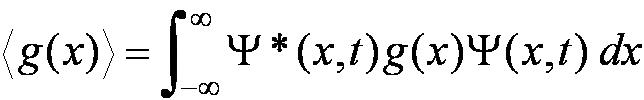 ⟨g(x)⟩ = ∫_{-∞}^{∞} Ψ*(x,t)g(x)Ψ(x,t) dx